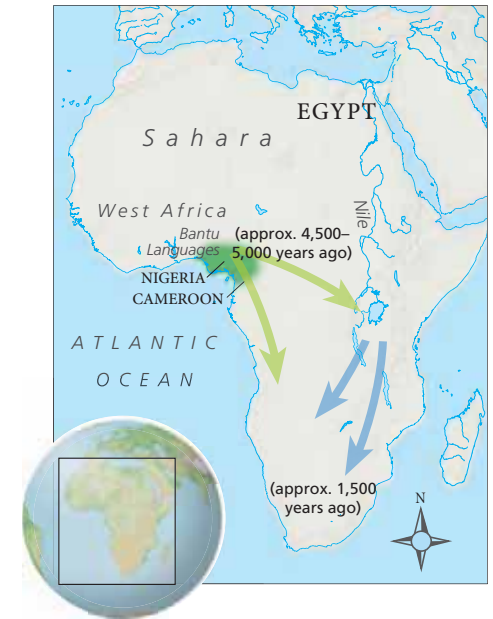 EGYPT
Sahara
Nile
West Africa
Bantu
Languages
(approx. 4,500–
5,000 years ago)
NIGERIA
CAMEROON
ATLANTIC
OCEAN
(approx. 1,500
years ago)
N